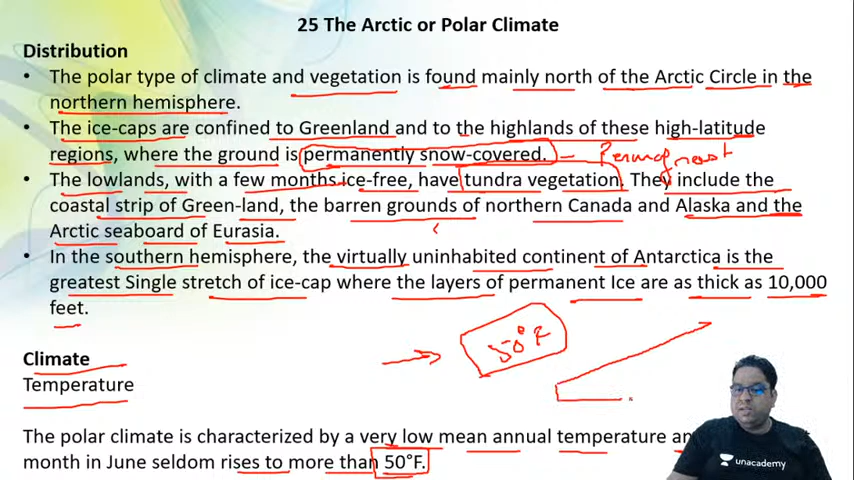 25 The Arctic or Polar Climate
Distribution
• The polar type of climate and vegetation is found mainly north of the Arctic Circle in the
northern hemisphere.
• The ice-caps are confined to Greenland and to the highlands of these high-latitude
regions, where the ground is permanently snow-covered. – Permafrost
• The lowlands, with a few months ice-free, have tundra vegetation. They include the
coastal strip of Green-land, the barren grounds of northern Canada and Alaska and the
Arctic seaboard of Eurasia.
• In the southern hemisphere, the virtually uninhabited continent of Antarctica is the
greatest Single stretch of ice-cap where the layers of permanent Ice are as thick as 10,000
feet.
50°F
Climate
Temperature
The polar climate is characterized by a very low mean annual temperature
month in June seldom rises to more than 50°F.
unacademy